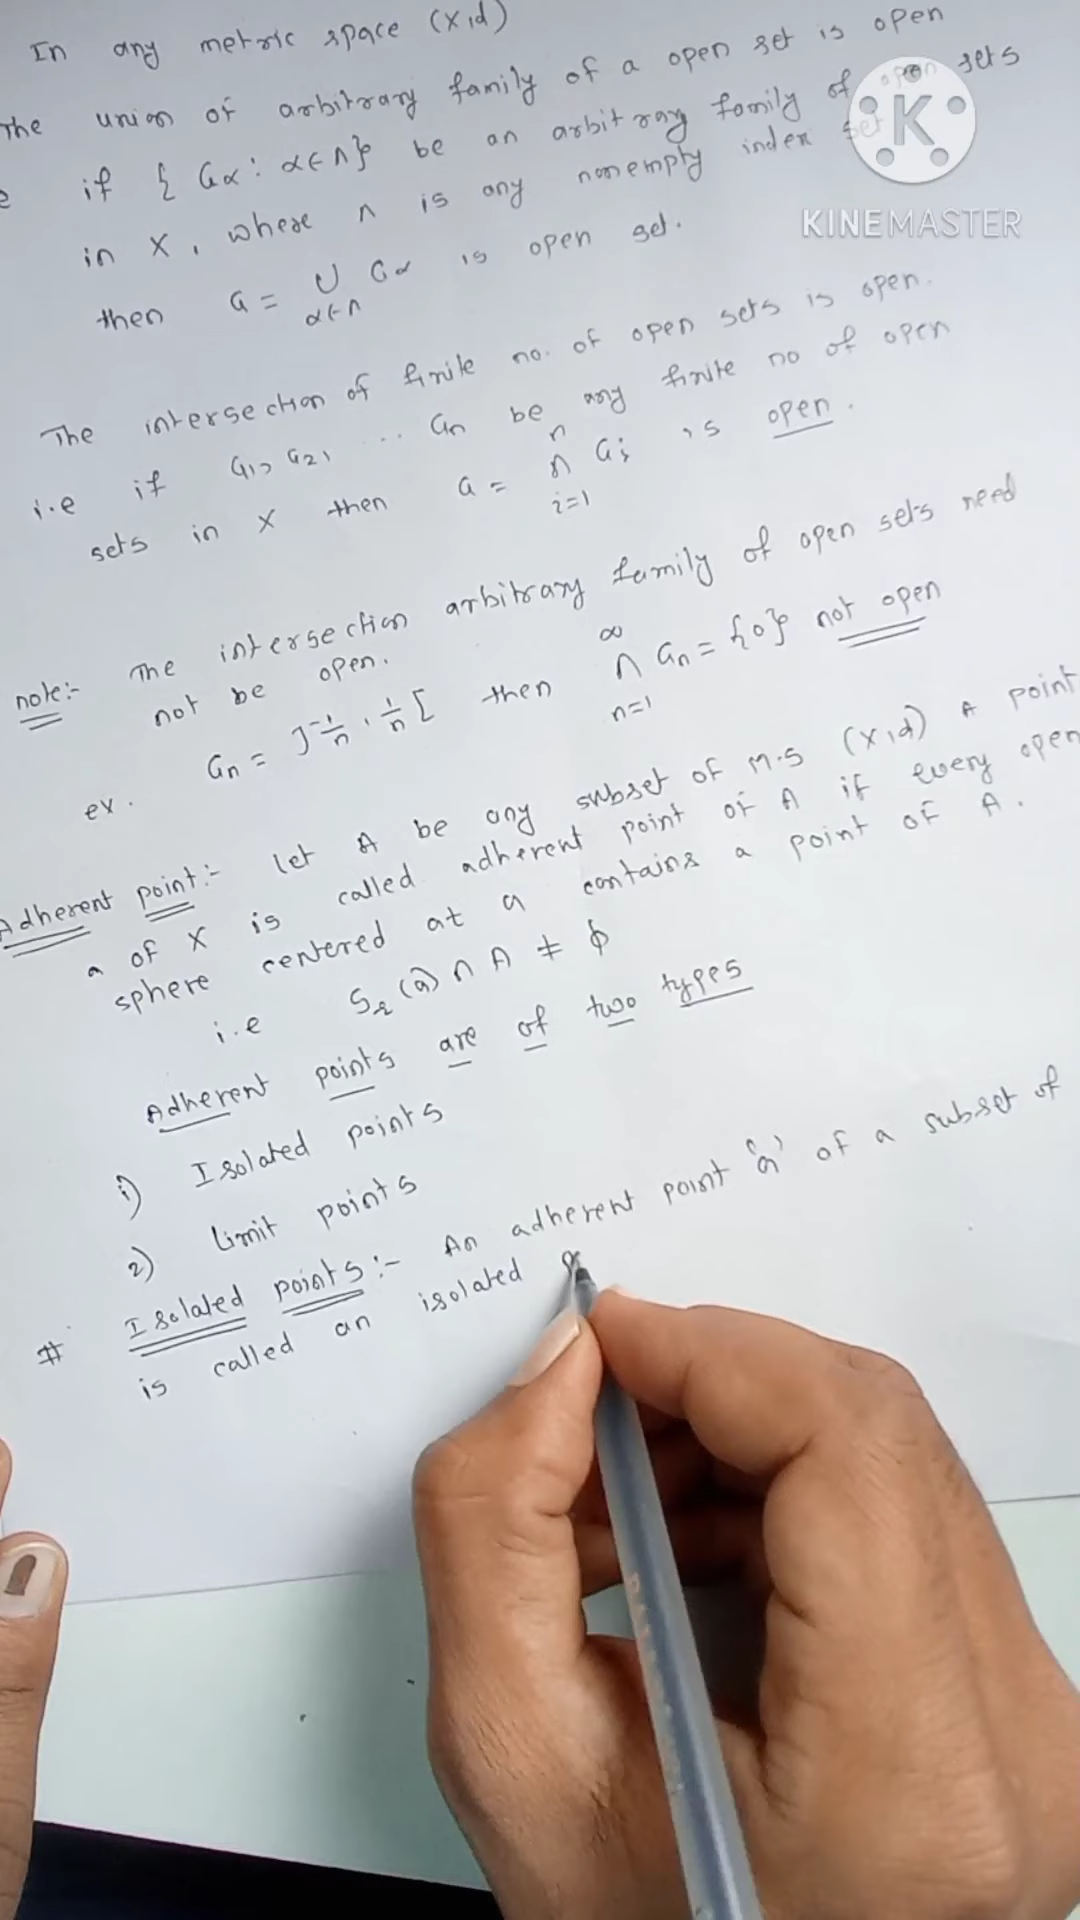 In any metric space (X,d)
The union of arbitrary family of a open set is open
if { Gα : α∈Λ} be an arbitrary family of open sets
in X, where Λ is any nonempty index set
then G = ∪ Gα is open set.
α∈Λ
The intersection of finite no. of open sets is open.
i.e if G1, G2, ... Gn be any finite no of open
sets in X then G = ∩ Gi is open.
n
i=1
note:- The intersection arbitrary family of open sets need
not be open.
ex. Gn = ]-1/n, 1/n[ then ∩ Gn = {0} not open
∞
n=1
Adherent point:- Let A be any subset of M.S (X,d) A point
a of X is called adherent point of A if every open
sphere centered at a contains a point of A.
i.e Sr(a) ∩ A ≠ ϕ
Adherent points are of two types
1) Isolated points
2) Limit points
# Isolated points:- An adherent point 'a' of a subset of
is called an isolated
KINEMASTER